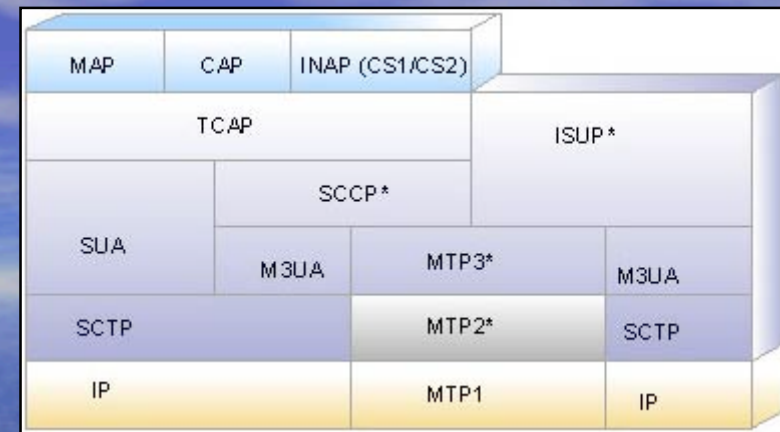 MAP CAP INAP (CS1/CS2)
TCAP ISUP*
SCCP*
SUA M3UA MTP3* M3UA
SCTP MTP2* SCTP
IP MTP1 IP